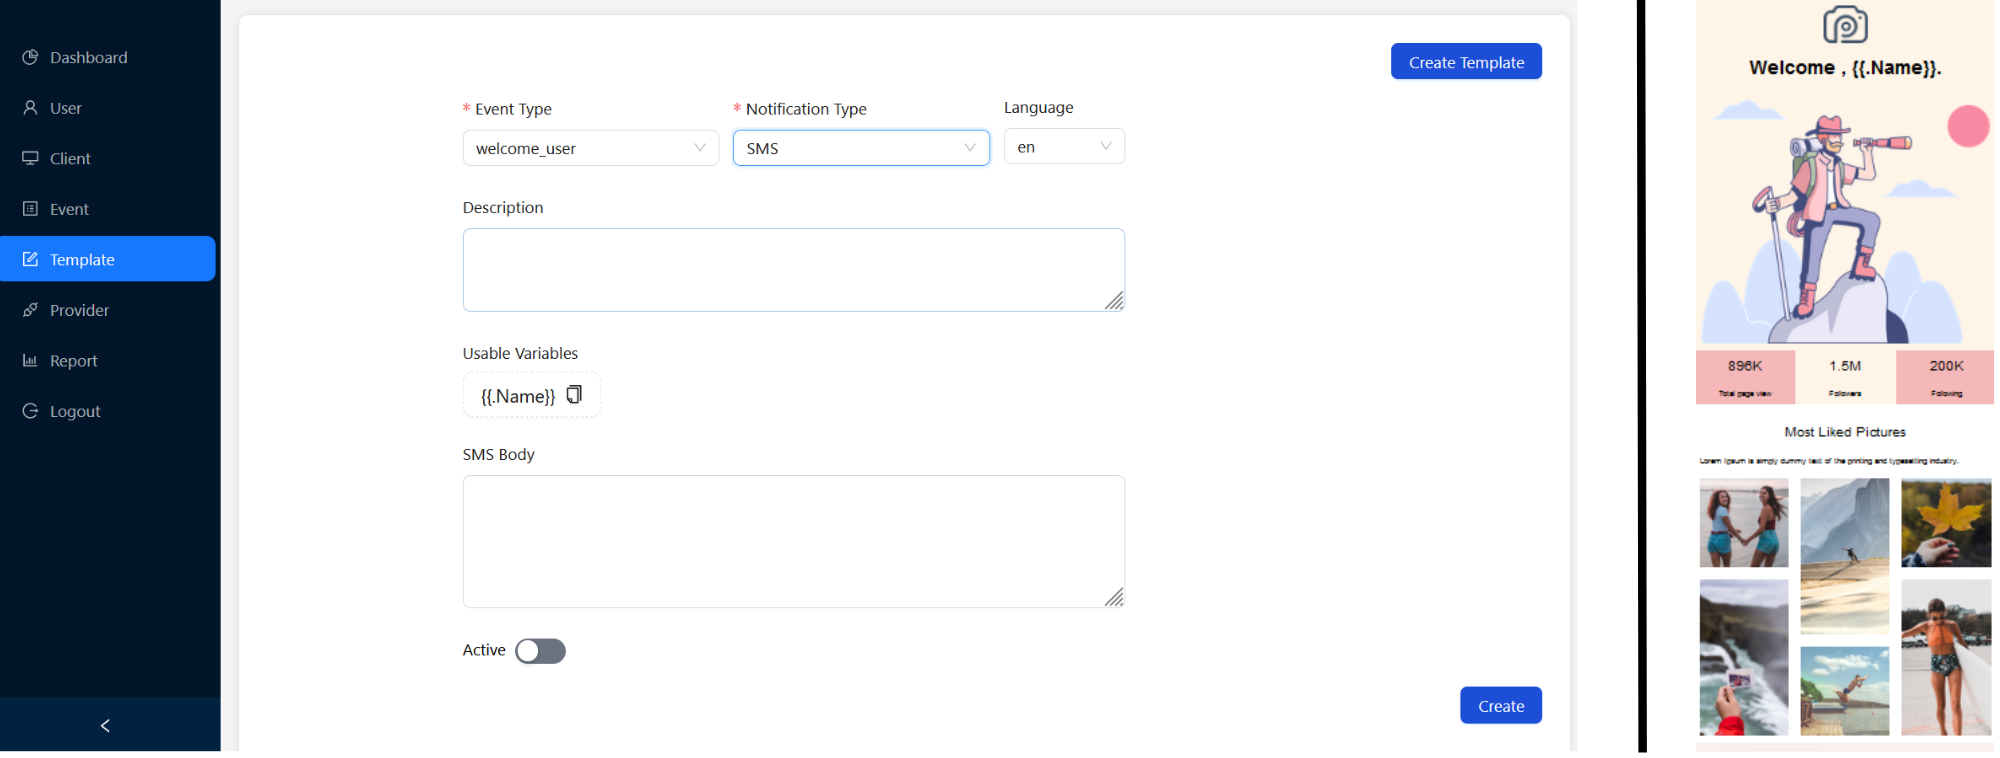 Dashboard
User
Client
Event
Template
Provider
Report
Logout
Create Template
* Event Type
* Notification Type
Language
welcome_user
SMS
en
Description
Usable Variables
{{.Name}}
SMS Body
Active
Create
Welcome , {{.Name}}.
896K
1.5M
200K
Total page view
Followers
Following
Most Liked Pictures
Lorem Ipsum is simply dummy text of the printing and typesetting industry.